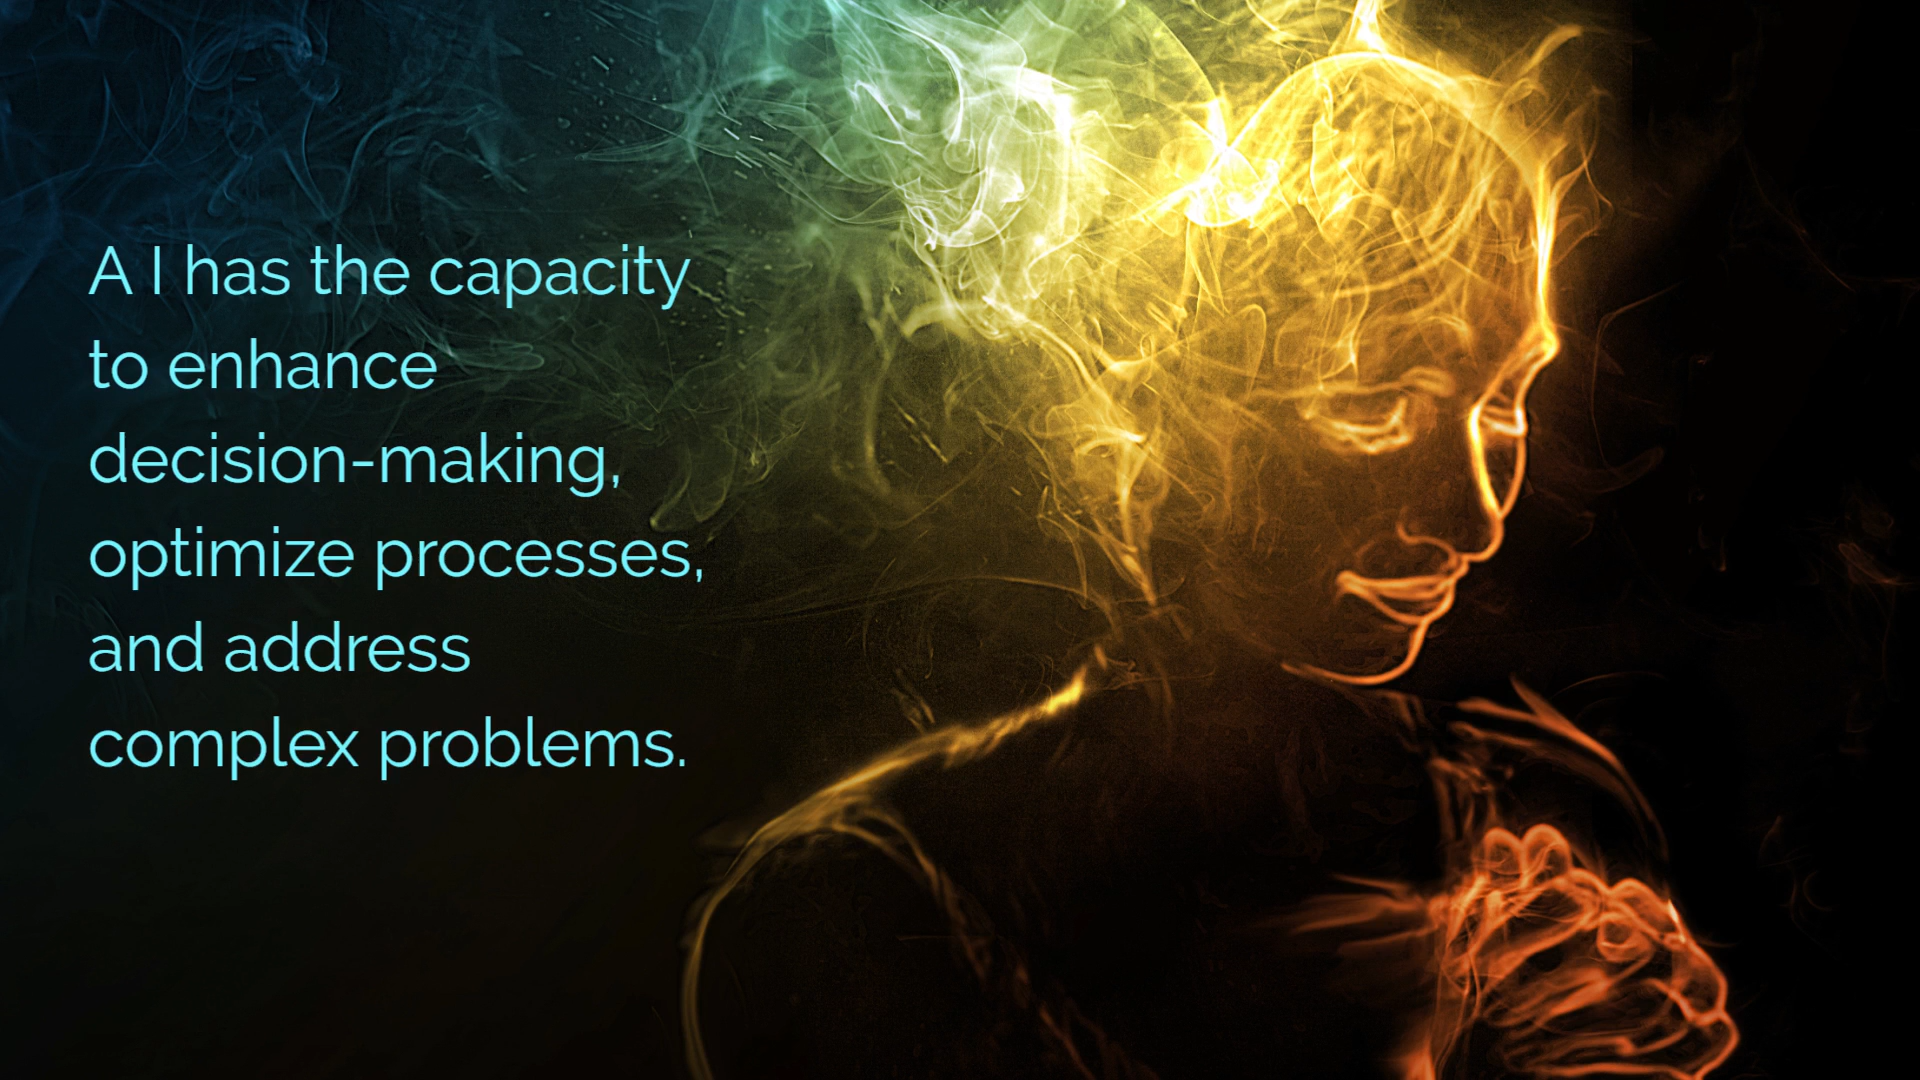 A I has the capacity
to enhance
decision-making,
optimize processes,
and address
complex problems.